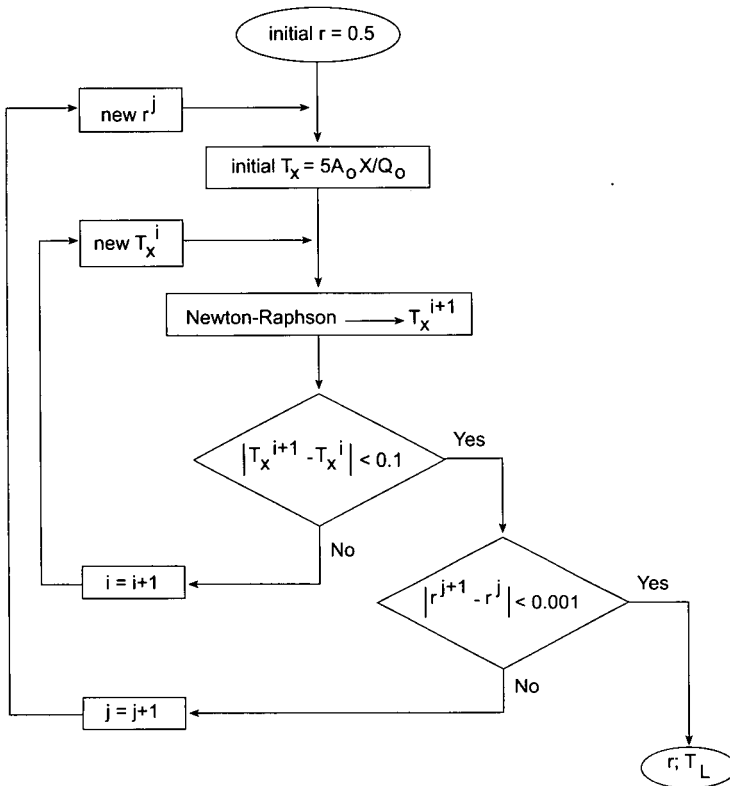 initial r = 0.5
new r^j
initial T_x = 5A_o X/Q_o
new T_x^i
Newton-Raphson → T_x^{i+1}
|T_x^{i+1} - T_x^i| < 0.1
Yes
No
i = i+1
|r^{j+1} - r^j| < 0.001
Yes
No
j = j+1
r; T_L